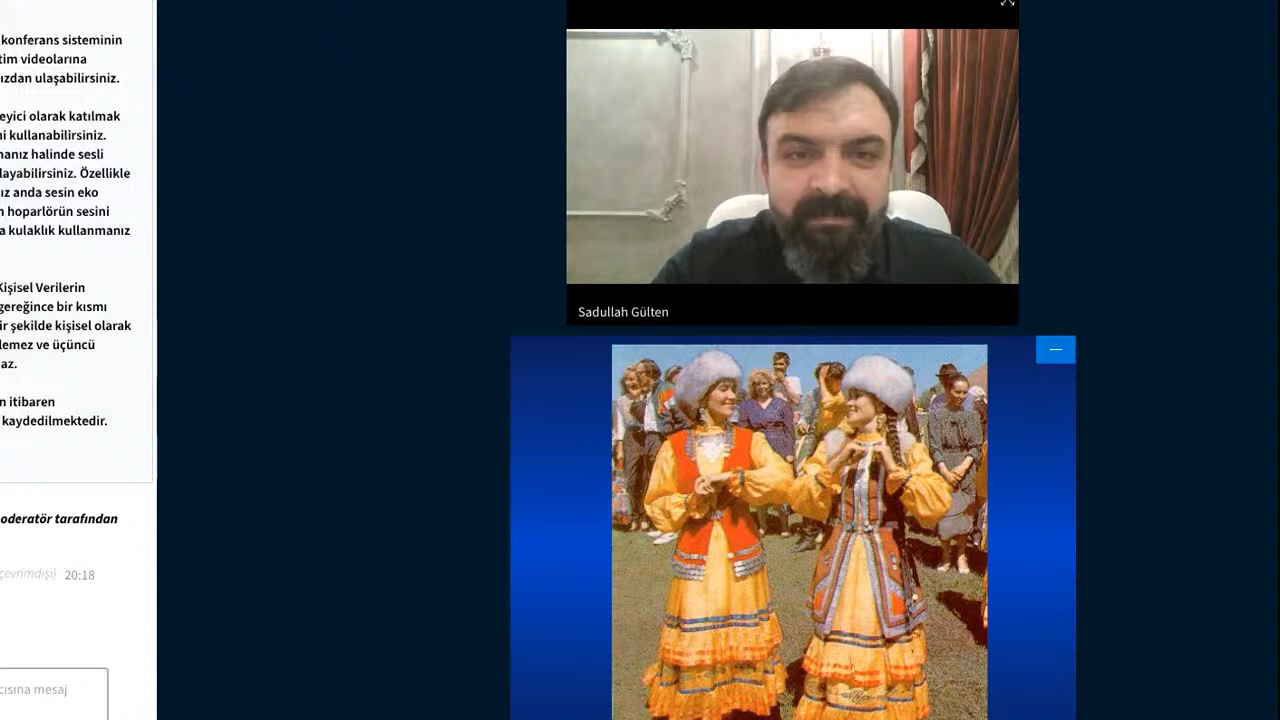 konferans sisteminin
tim videolarına
ızdan ulaşabilirsiniz.
eyici olarak katılmak
ni kullanabilirsiniz.
manız halinde sesli
layabilirsiniz. Özellikle
ız anda sesin eko
n hoparlörün sesini
a kulaklık kullanmanız
Kişisel Verilerin
gereğince bir kısmı
ir şekilde kişisel olarak
lemez ve üçüncü
az.
n itibaren
kaydedilmektedir.
oderatör tarafından
çevrimdışı) 20:18
cısına mesaj
Sadullah Gülten